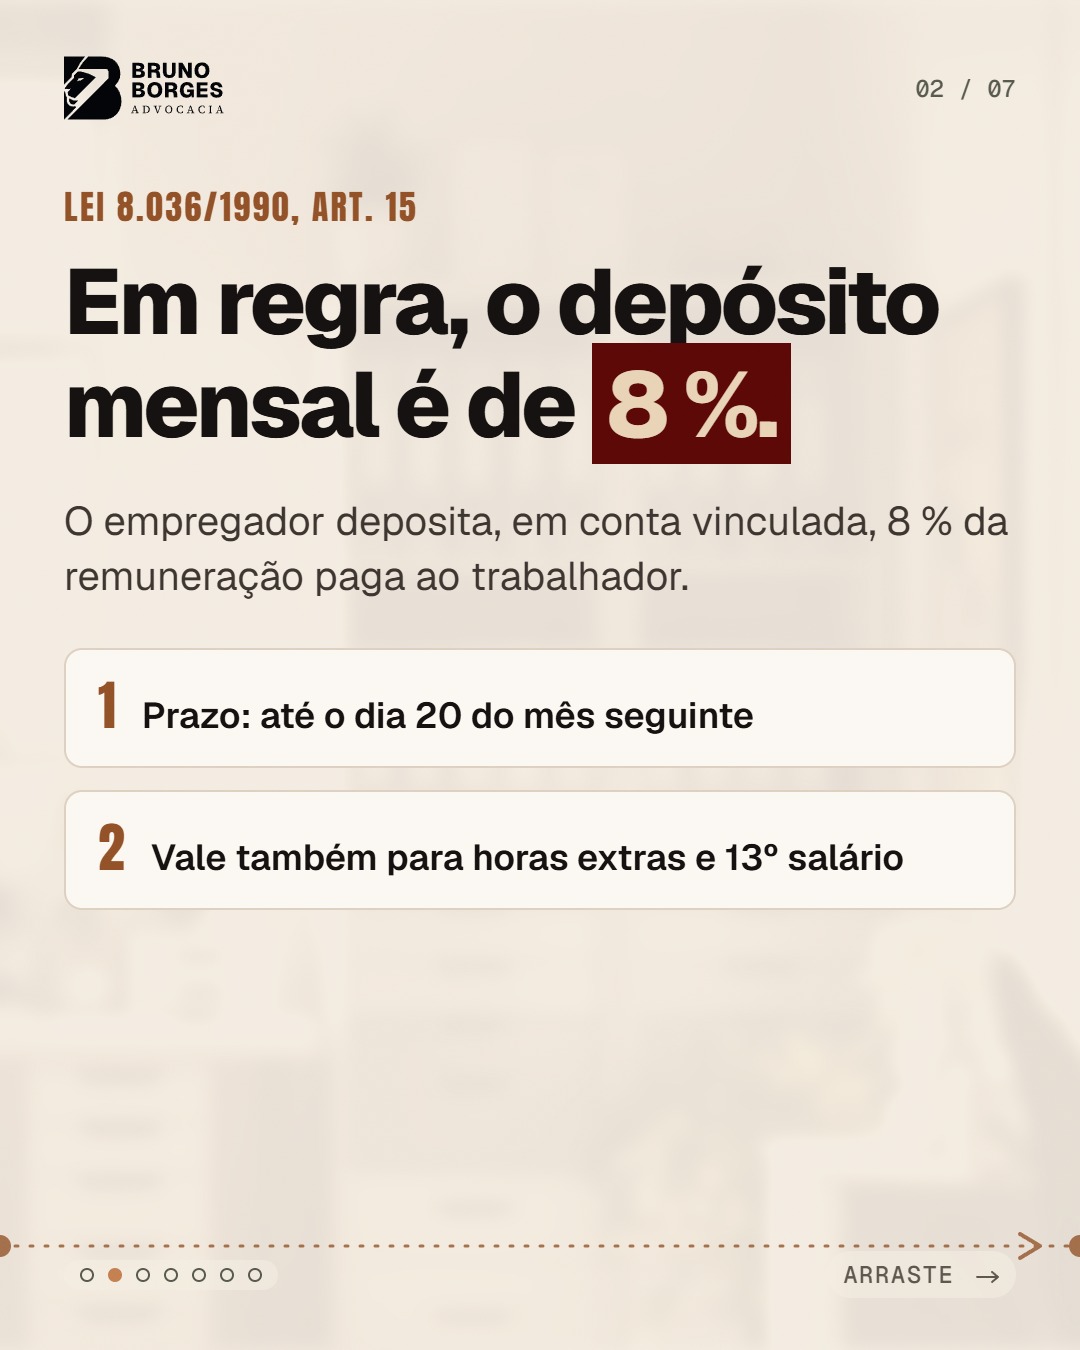 BRUNO
BORGES
ADVOCACIA
02 / 07
LEI 8.036/1990, ART. 15
Em regra, o depósito
mensal é de 8 %.
O empregador deposita, em conta vinculada, 8 % da
remuneração paga ao trabalhador.
1 Prazo: até o dia 20 do mês seguinte
2 Vale também para horas extras e 13º salário
ARRASTE →